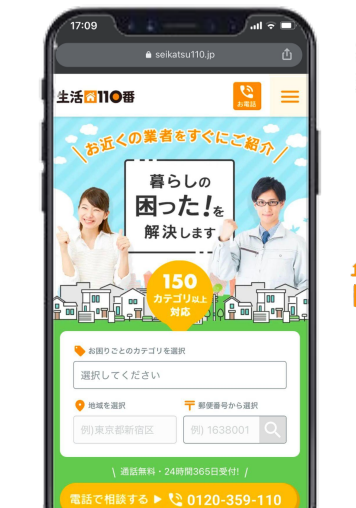 17:09
seikatsu110.jp
生活110番
お電話
お近くの業者をすぐにご紹介
暮らしの
困った!を
解決します
150
カテゴリ以上
対応
お困りごとのカテゴリを選択
選択してください
地域を選択
〒郵便番号から選択
例)東京都新宿区
例) 1638001
\ 通話無料・24時間365日受付! /
電話で相談する ▶ 0120-359-110